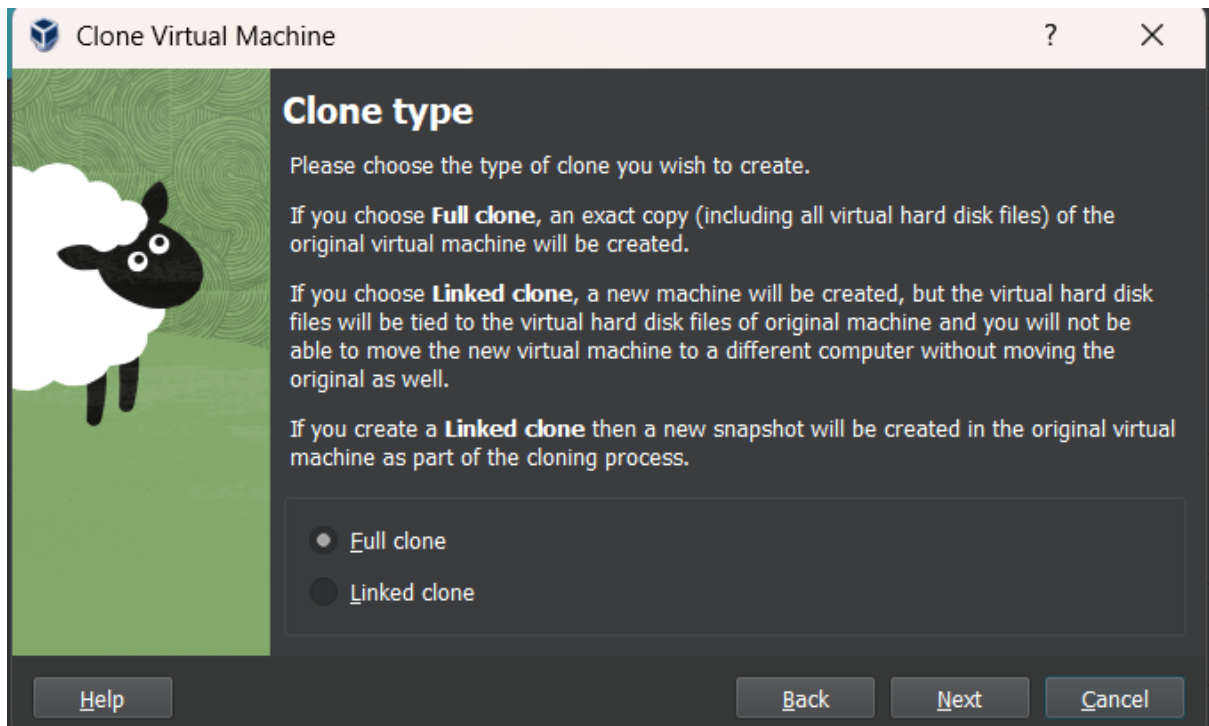 Clone Virtual Machine
?
Clone type
Please choose the type of clone you wish to create.
If you choose Full clone, an exact copy (including all virtual hard disk files) of the
original virtual machine will be created.
If you choose Linked clone, a new machine will be created, but the virtual hard disk
files will be tied to the virtual hard disk files of original machine and you will not be
able to move the new virtual machine to a different computer without moving the
original as well.
If you create a Linked clone then a new snapshot will be created in the original virtual
machine as part of the cloning process.
Full clone
Linked clone
Help
Back
Next
Cancel